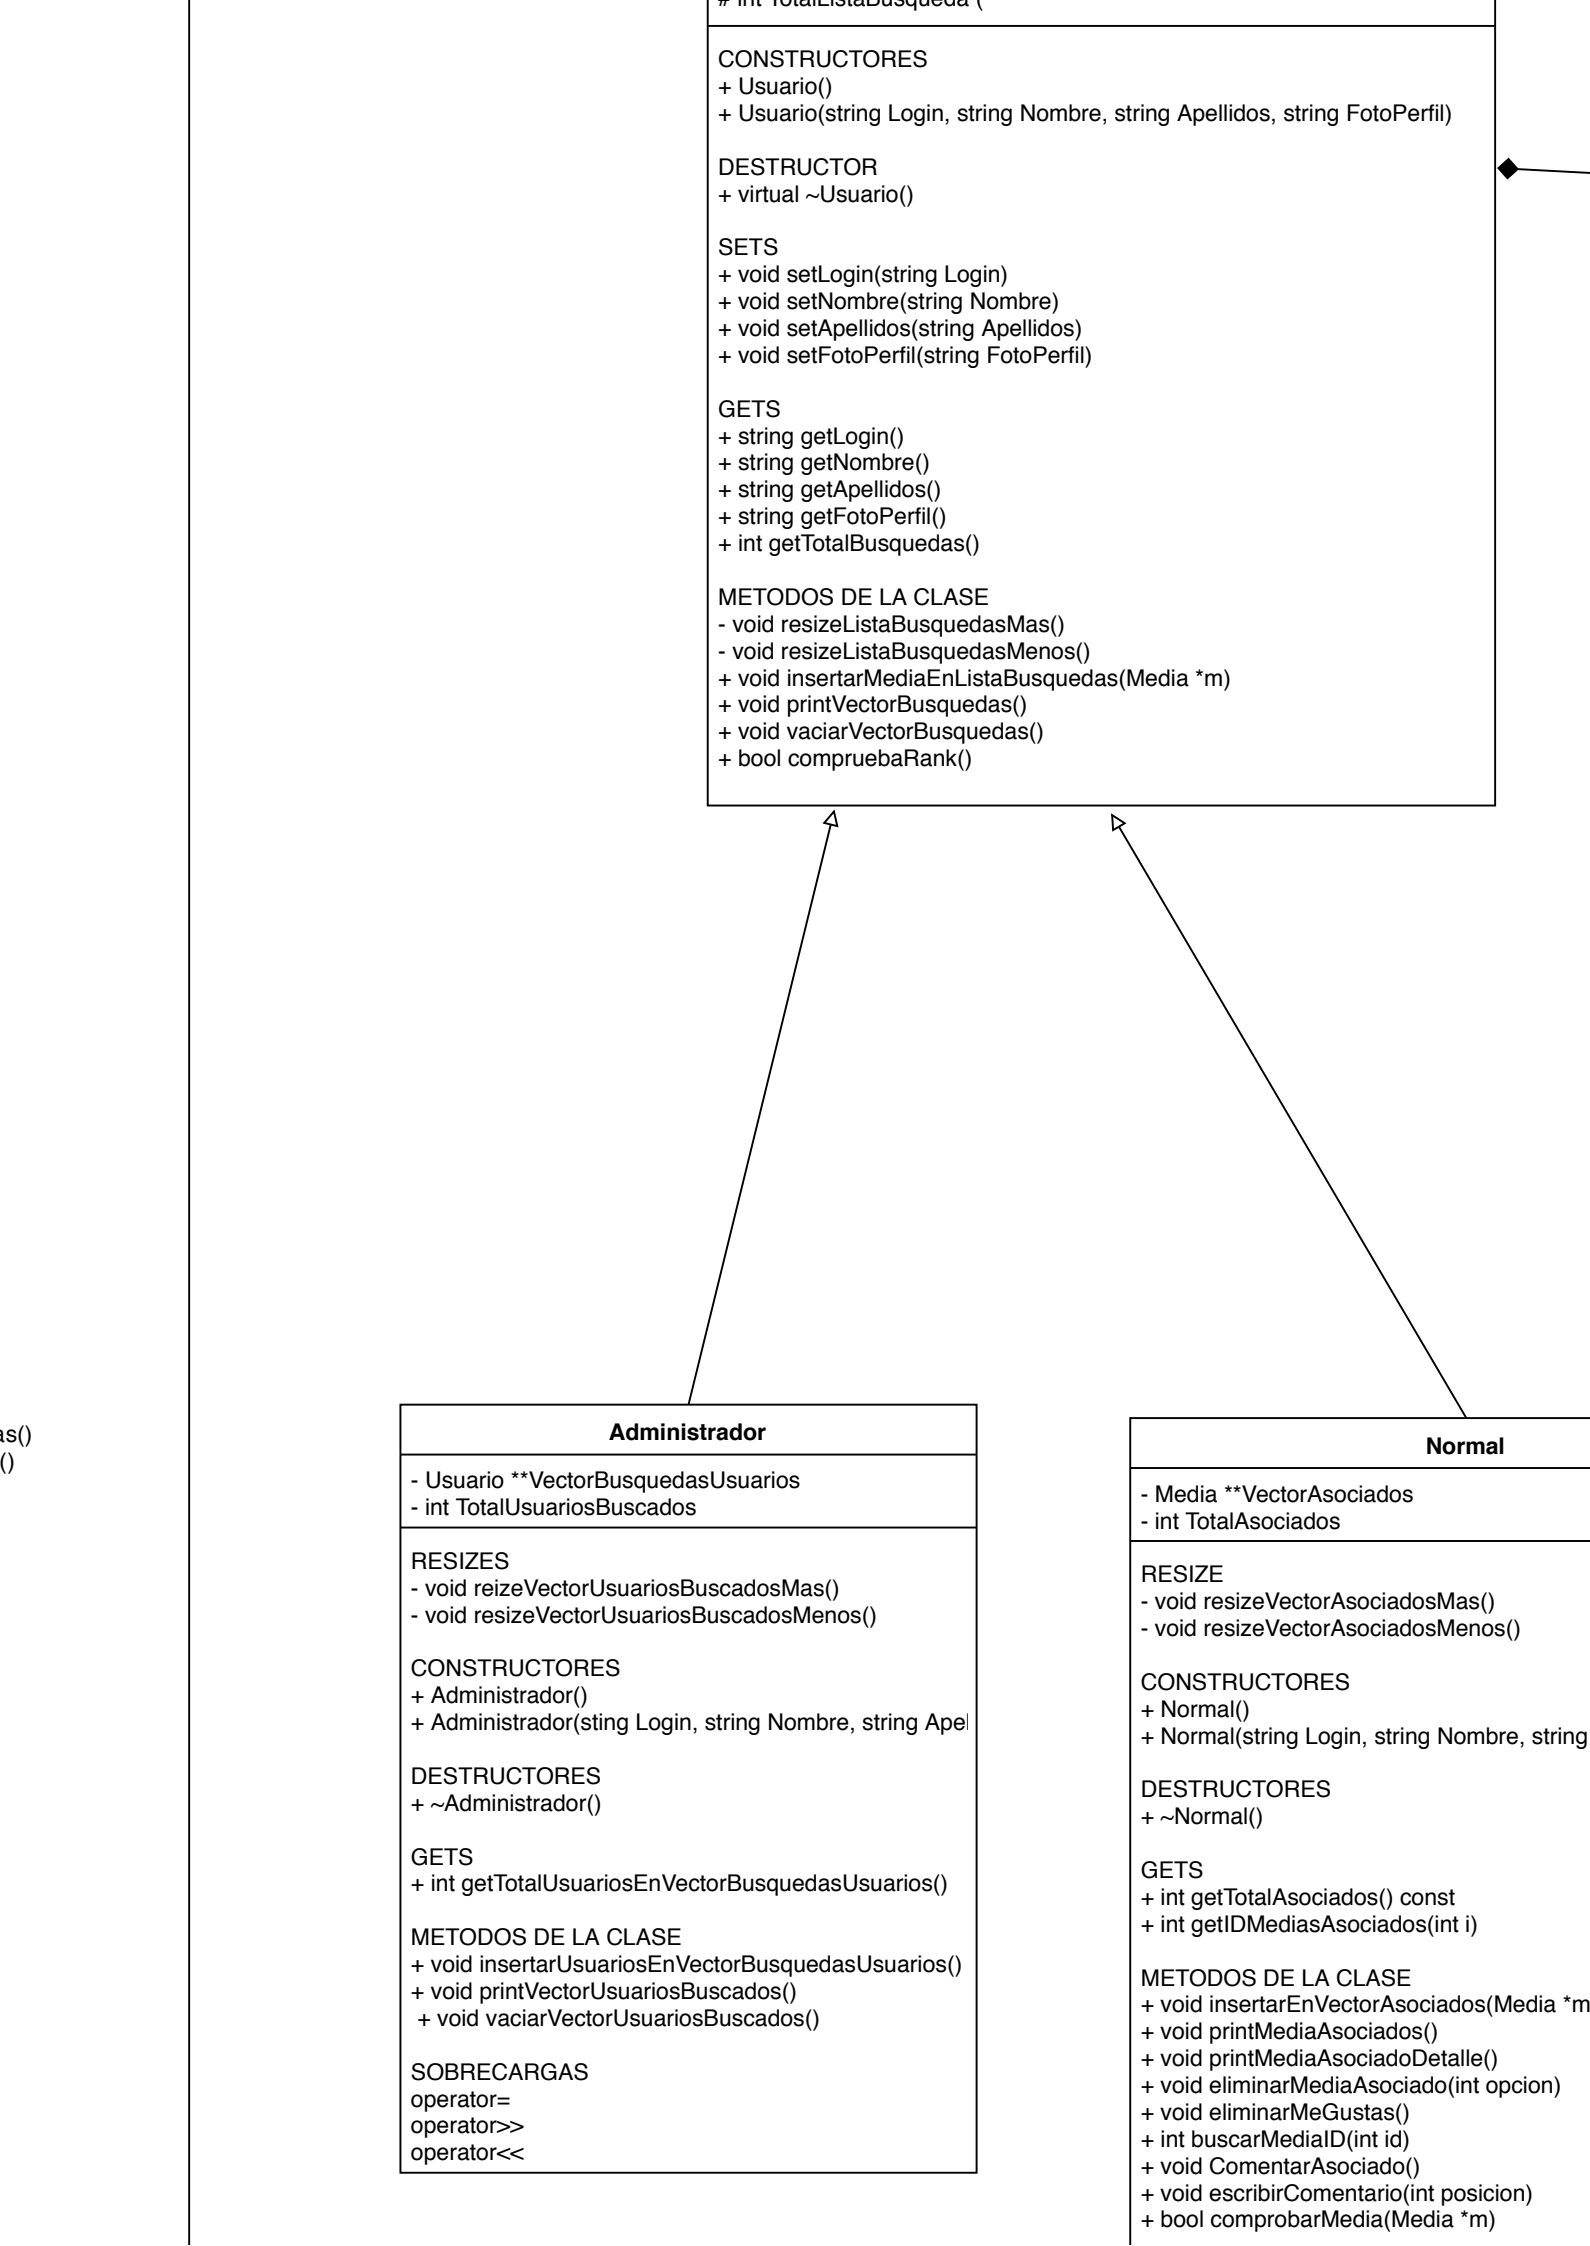 # int TotalListaBusqueda (
CONSTRUCTORES
+ Usuario()
+ Usuario(string Login, string Nombre, string Apellidos, string FotoPerfil)
DESTRUCTOR
+ virtual ~Usuario()
SETS
+ void setLogin(string Login)
+ void setNombre(string Nombre)
+ void setApellidos(string Apellidos)
+ void setFotoPerfil(string FotoPerfil)
GETS
+ string getLogin()
+ string getNombre()
+ string getApellidos()
+ string getFotoPerfil()
+ int getTotalBusquedas()
METODOS DE LA CLASE
- void resizeListaBusquedasMas()
- void resizeListaBusquedasMenos()
+ void insertarMediaEnListaBusquedas(Media *m)
+ void printVectorBusquedas()
+ void vaciarVectorBusquedas()
+ bool compruebaRank()
as()
()
Administrador
- Usuario **VectorBusquedasUsuarios
- int TotalUsuariosBuscados
RESIZES
- void reizeVectorUsuariosBuscadosMas()
- void resizeVectorUsuariosBuscadosMenos()
CONSTRUCTORES
+ Administrador()
+ Administrador(sting Login, string Nombre, string Apel
DESTRUCTORES
+ ~Administrador()
GETS
+ int getTotalUsuariosEnVectorBusquedasUsuarios()
METODOS DE LA CLASE
+ void insertarUsuariosEnVectorBusquedasUsuarios()
+ void printVectorUsuariosBuscados()
+ void vaciarVectorUsuariosBuscados()
SOBRECARGAS
operator=
operator>>
operator<<
Normal
- Media **VectorAsociados
- int TotalAsociados
RESIZE
- void resizeVectorAsociadosMas()
- void resizeVectorAsociadosMenos()
CONSTRUCTORES
+ Normal()
+ Normal(string Login, string Nombre, string
DESTRUCTORES
+ ~Normal()
GETS
+ int getTotalAsociados() const
+ int getIDMediasAsociados(int i)
METODOS DE LA CLASE
+ void insertarEnVectorAsociados(Media *m
+ void printMediaAsociados()
+ void printMediaAsociadoDetalle()
+ void eliminarMediaAsociado(int opcion)
+ void eliminarMeGustas()
+ int buscarMediaID(int id)
+ void ComentarAsociado()
+ void escribirComentario(int posicion)
+ bool comprobarMedia(Media *m)